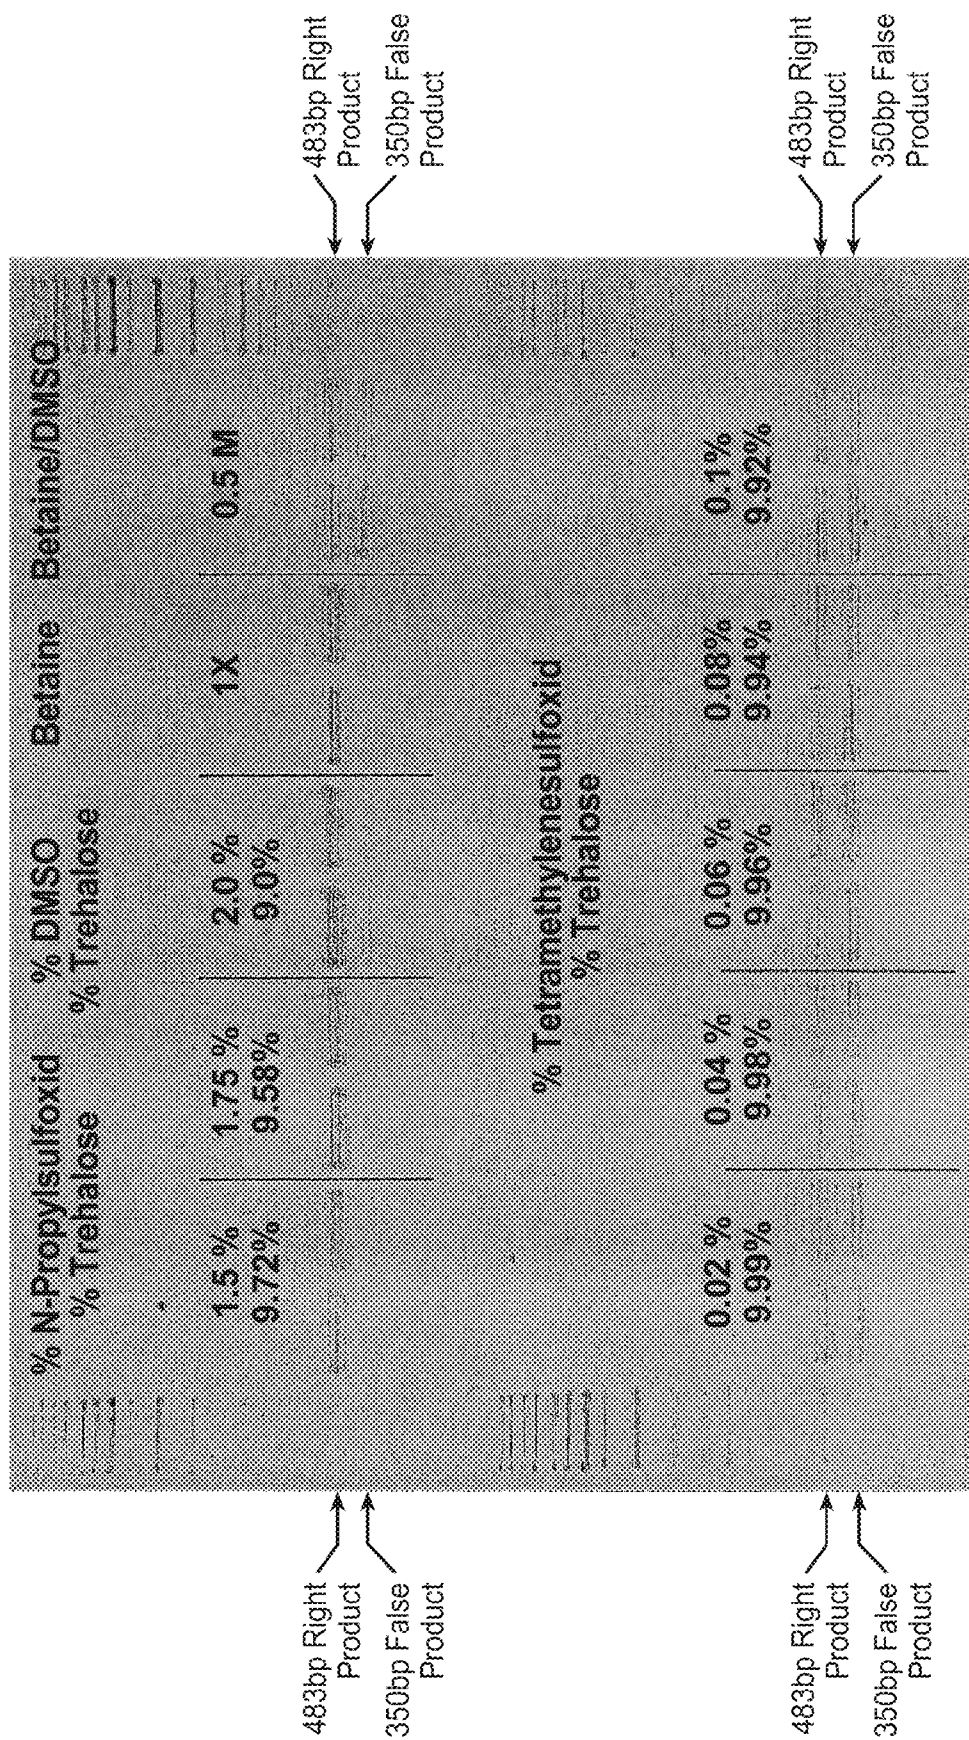 % N-Propylsulfoxid
% Trehalose
% DMSO
% Trehalose
Betaine
Betaine/DMSO
1.5 %
9.72%
1.75 %
9.58%
2.0 %
9.0%
1X
0.5 M
483bp Right
Product
350bp False
Product
483bp Right
Product
350bp False
Product
% Tetramethylenesulfoxid
% Trehalose
0.02 %
9.99%
0.04 %
9.98%
0.06 %
9.96%
0.08%
9.94%
0.1%
9.92%
483bp Right
Product
350bp False
Product
483bp Right
Product
350bp False
Product